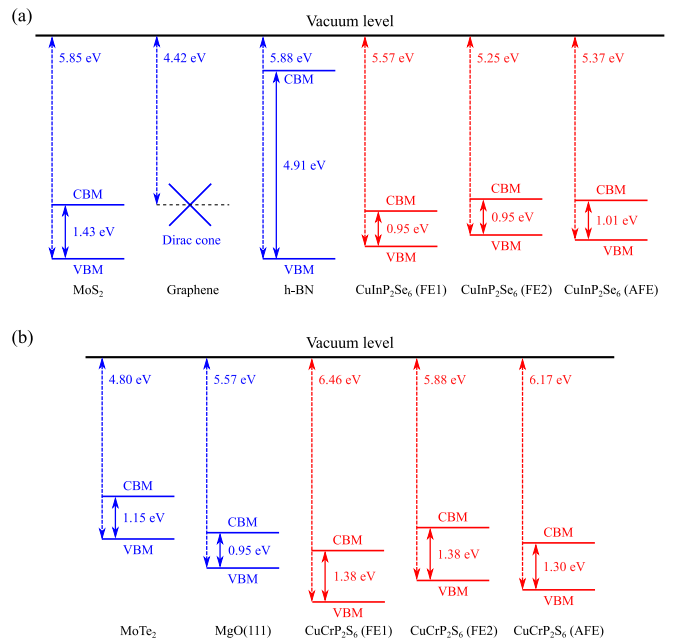 (a)
Vacuum level
5.85 eV
4.42 eV
5.88 eV
5.57 eV
5.25 eV
5.37 eV
CBM
4.91 eV
CBM
CBM
CBM
CBM
1.43 eV
0.95 eV
0.95 eV
1.01 eV
Dirac cone
VBM
VBM
VBM
VBM
VBM
MoS₂
Graphene
h-BN
CuInP₂Se₆ (FE1)
CuInP₂Se₆ (FE2)
CuInP₂Se₆ (AFE)
(b)
Vacuum level
4.80 eV
5.57 eV
6.46 eV
5.88 eV
6.17 eV
CBM
CBM
CBM
CBM
CBM
1.15 eV
0.95 eV
1.38 eV
1.38 eV
1.30 eV
VBM
VBM
VBM
VBM
VBM
MoTe₂
MgO(111)
CuCrP₂S₆ (FE1)
CuCrP₂S₆ (FE2)
CuCrP₂S₆ (AFE)